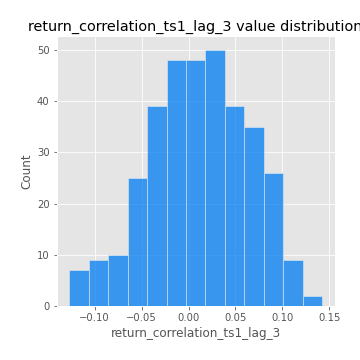 return_correlation_ts1_lag_3 value distribution
50
40
30
20
10
0
Count
−0.10 −0.05 0.00 0.05 0.10 0.15
return_correlation_ts1_lag_3